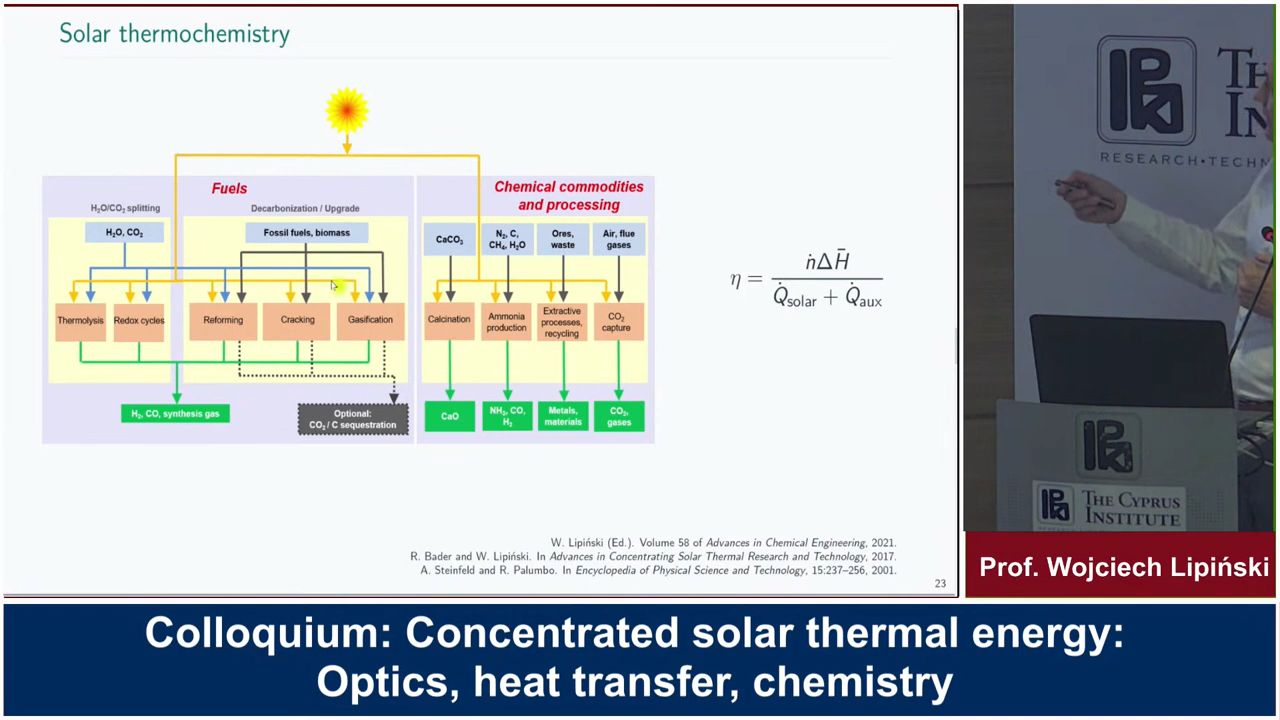 Solar thermochemistry
Fuels
H₂O/CO₂ splitting
Decarbonization / Upgrade
H₂O, CO₂
Fossil fuels, biomass
Thermolysis
Redox cycles
Reforming
Cracking
Gasification
H₂, CO, synthesis gas
Optional:
CO₂ / C sequestration
Chemical commodities
and processing
CaCO₃
N₂, C,
CH₄, H₂O
Ores,
waste
Air, flue
gases
Calcination
Ammonia
production
Extractive
processes,
recycling
CO₂
capture
CaO
NH₃, CO,
H₂
Metals,
materials
CO₂,
gases
η = ṅΔH̄ / (Q̇solar + Q̇aux)
W. Lipiński (Ed.). Volume 58 of Advances in Chemical Engineering, 2021.
R. Bader and W. Lipiński. In Advances in Concentrating Solar Thermal Research and Technology, 2017.
A. Steinfeld and R. Palumbo. In Encyclopedia of Physical Science and Technology, 15:237–256, 2001.
23
TH
IN
RESEARCH•TECHN
THE CYPRUS
INSTITUTE
Prof. Wojciech Lipiński
Colloquium: Concentrated solar thermal energy:
Optics, heat transfer, chemistry